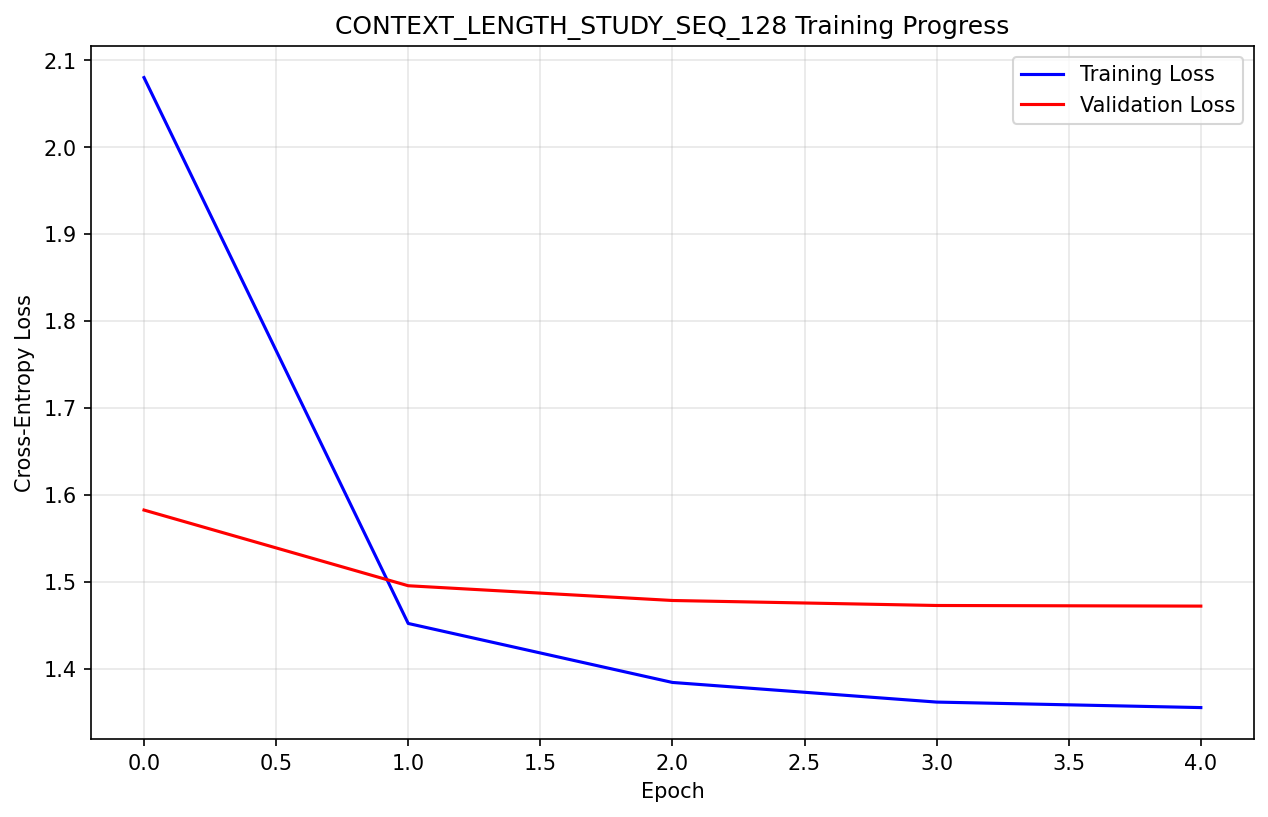 CONTEXT_LENGTH_STUDY_SEQ_128 Training Progress
Training Loss
Validation Loss
Cross-Entropy Loss
2.1
2.0
1.9
1.8
1.7
1.6
1.5
1.4
0.0 0.5 1.0 1.5 2.0 2.5 3.0 3.5 4.0
Epoch